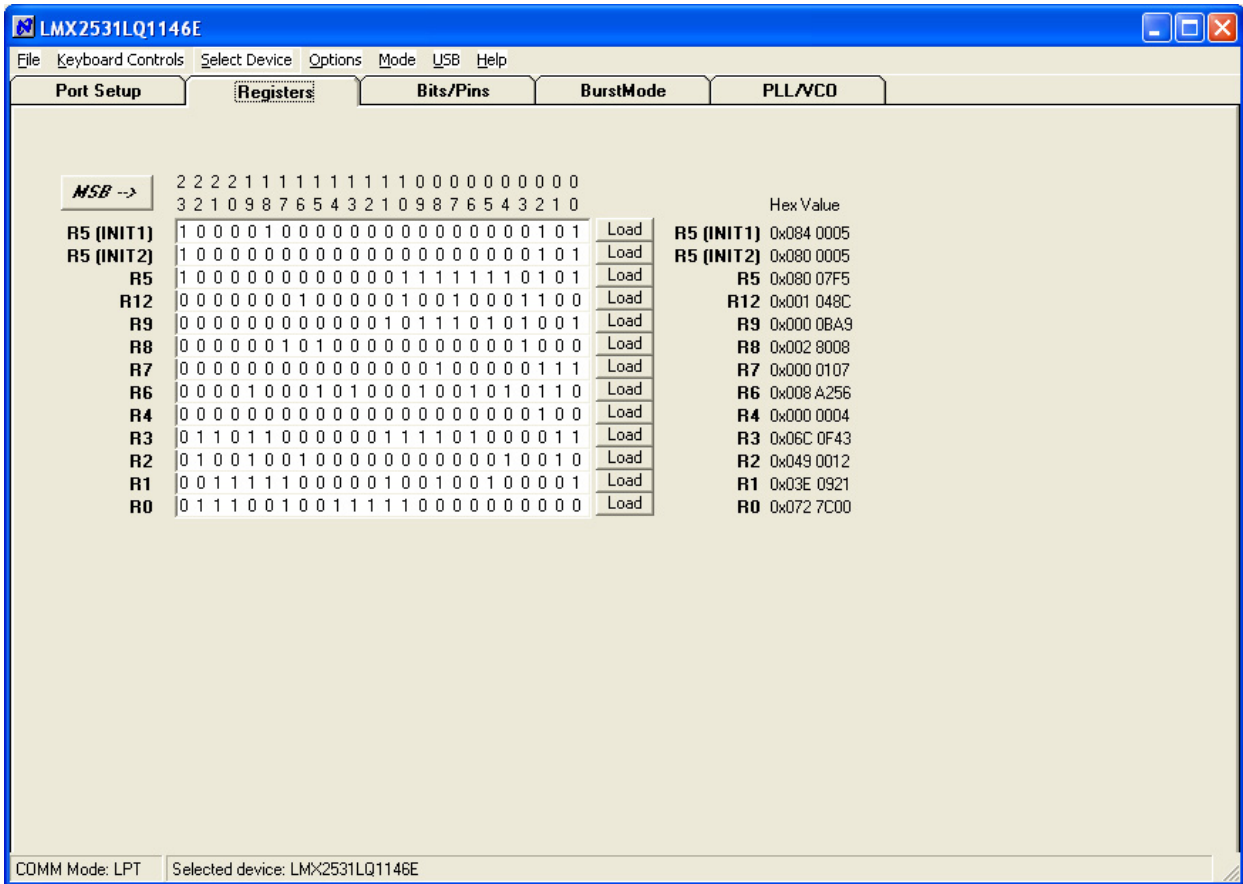 LMX2531LQ1146E
File Keyboard Controls Select Device Options Mode USB Help
Port Setup Registers Bits/Pins BurstMode PLL/VCO
MSB --> 2 2 2 2 1 1 1 1 1 1 1 1 1 1 0 0 0 0 0 0 0 0 0 0
3 2 1 0 9 8 7 6 5 4 3 2 1 0 9 8 7 6 5 4 3 2 1 0 Hex Value
R5 (INIT1) 1 0 0 0 0 1 0 0 0 0 0 0 0 0 0 0 0 0 0 0 0 1 0 1 Load R5 (INIT1) 0x084 0005
R5 (INIT2) 1 0 0 0 0 0 0 0 0 0 0 0 0 0 0 0 0 0 0 0 0 1 0 1 Load R5 (INIT2) 0x080 0005
R5 1 0 0 0 0 0 0 0 0 0 0 0 0 1 1 1 1 1 1 1 0 1 0 1 Load R5 0x080 07F5
R12 0 0 0 0 0 0 0 1 0 0 0 0 0 1 0 0 1 0 0 0 1 1 0 0 Load R12 0x001 048C
R9 0 0 0 0 0 0 0 0 0 0 0 0 1 0 1 1 1 0 1 0 1 0 0 1 Load R9 0x000 0BA9
R8 0 0 0 0 0 0 1 0 1 0 0 0 0 0 0 0 0 0 0 0 1 0 0 0 Load R8 0x002 8008
R7 0 0 0 0 0 0 0 0 0 0 0 0 0 0 0 1 0 0 0 0 0 1 1 1 Load R7 0x000 0107
R6 0 0 0 0 1 0 0 0 1 0 1 0 0 0 1 0 0 1 0 1 0 1 1 0 Load R6 0x008 A256
R4 0 0 0 0 0 0 0 0 0 0 0 0 0 0 0 0 0 0 0 0 0 1 0 0 Load R4 0x000 0004
R3 0 1 1 0 1 1 0 0 0 0 0 0 1 1 1 1 0 1 0 0 0 0 1 1 Load R3 0x06C 0F43
R2 0 1 0 0 1 0 0 1 0 0 0 0 0 0 0 0 0 0 0 1 0 0 1 0 Load R2 0x049 0012
R1 0 0 1 1 1 1 1 0 0 0 0 0 1 0 0 1 0 0 1 0 0 0 0 1 Load R1 0x03E 0921
R0 0 1 1 1 0 0 1 0 0 1 1 1 1 1 0 0 0 0 0 0 0 0 0 0 Load R0 0x072 7C00
COMM Mode: LPT Selected device: LMX2531LQ1146E